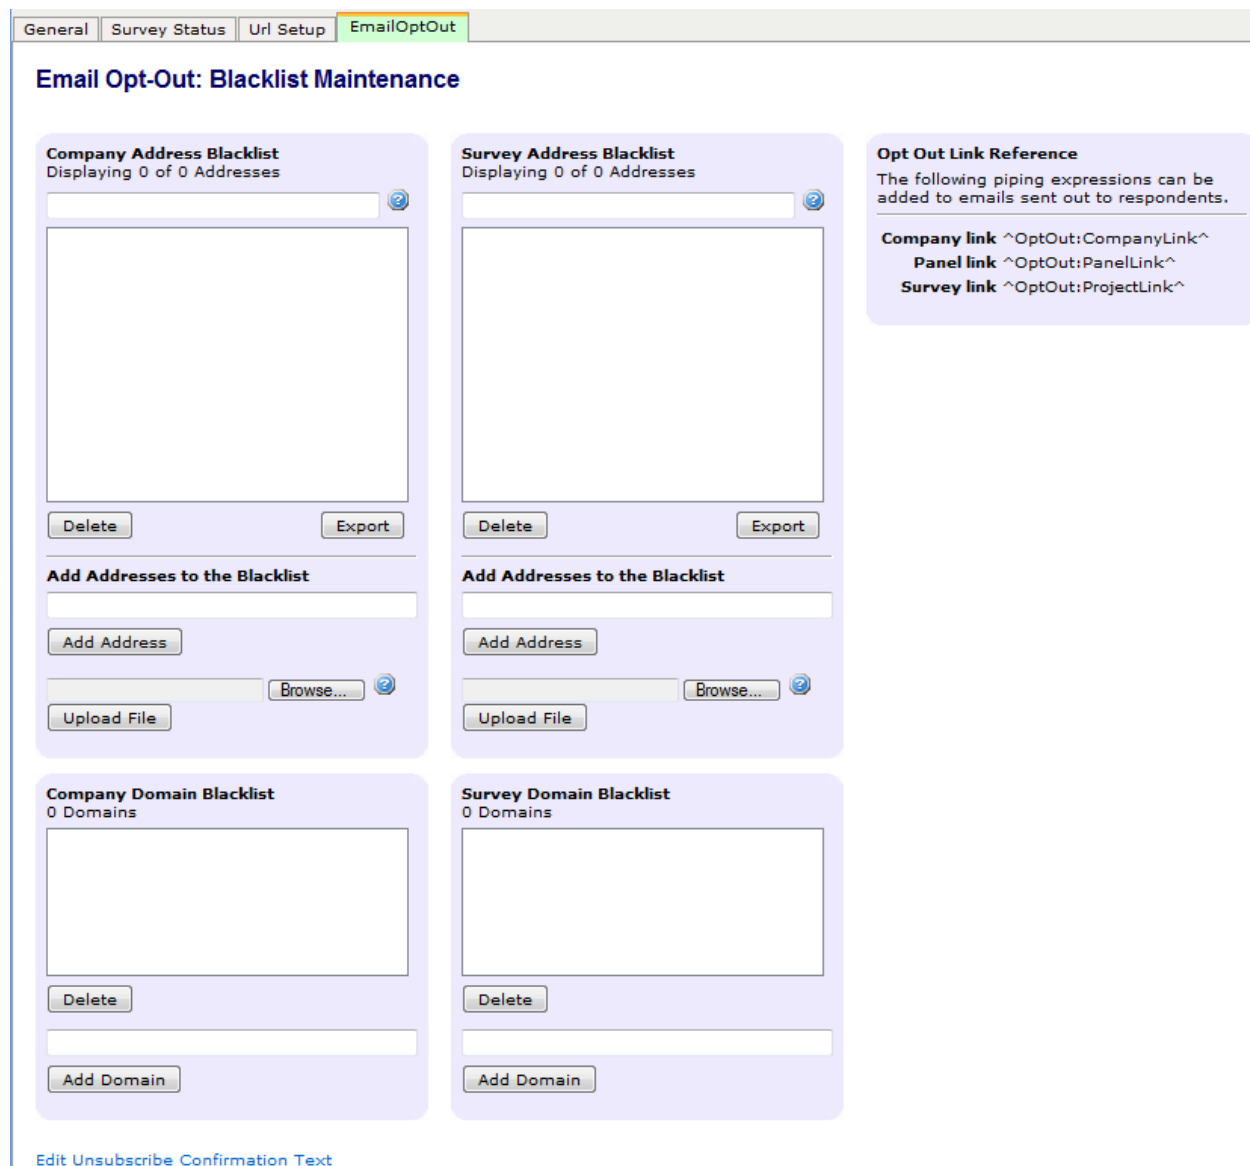 General Survey Status Url Setup EmailOptOut
Email Opt-Out: Blacklist Maintenance
Company Address Blacklist
Displaying 0 of 0 Addresses
Delete Export
Add Addresses to the Blacklist
Add Address
Browse...
Upload File
Survey Address Blacklist
Displaying 0 of 0 Addresses
Delete Export
Add Addresses to the Blacklist
Add Address
Browse...
Upload File
Opt Out Link Reference
The following piping expressions can be
added to emails sent out to respondents.
Company link ^OptOut:CompanyLink^
Panel link ^OptOut:PanelLink^
Survey link ^OptOut:ProjectLink^
Company Domain Blacklist
0 Domains
Delete
Add Domain
Survey Domain Blacklist
0 Domains
Delete
Add Domain
Edit Unsubscribe Confirmation Text